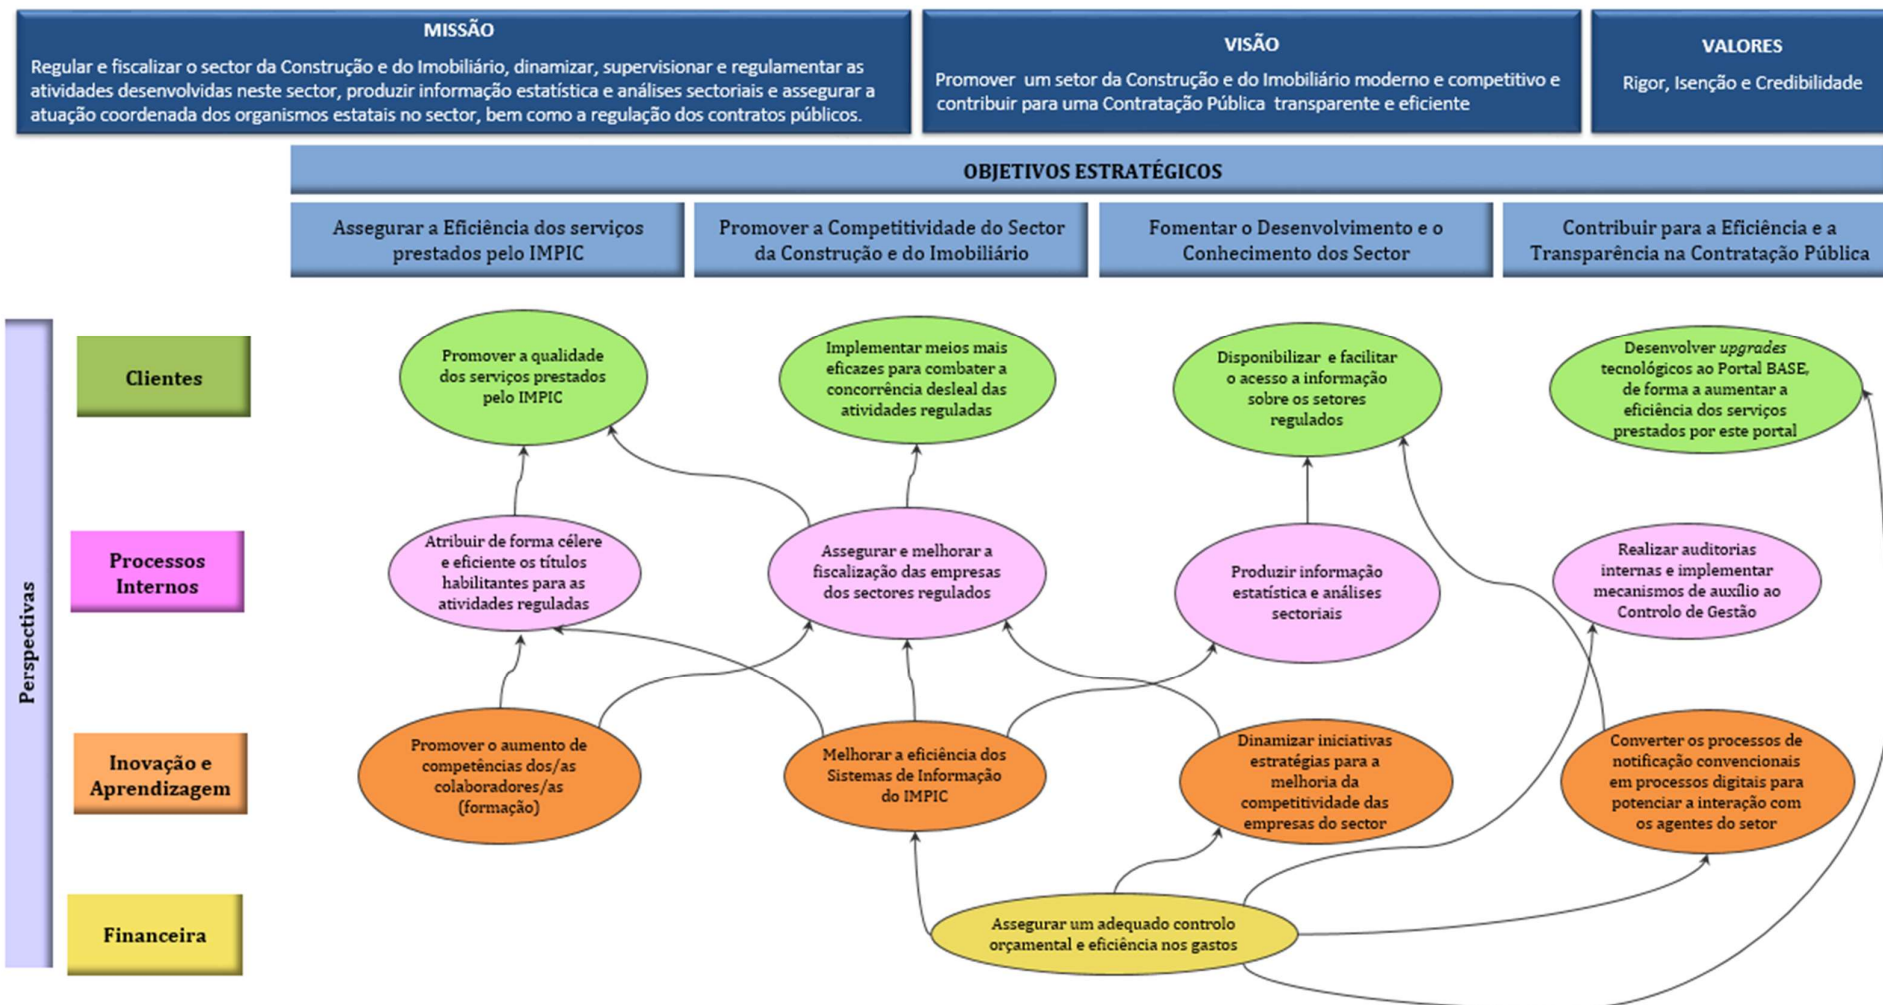 MISSÃO
Regular e fiscalizar o sector da Construção e do Imobiliário, dinamizar, supervisionar e regulamentar as
atividades desenvolvidas neste sector, produzir informação estatística e análises sectoriais e assegurar a
atuação coordenada dos organismos estatais no sector, bem como a regulação dos contratos públicos.
VISÃO
Promover um setor da Construção e do Imobiliário moderno e competitivo e
contribuir para uma Contratação Pública transparente e eficiente
VALORES
Rigor, Isenção e Credibilidade
OBJETIVOS ESTRATÉGICOS
Assegurar a Eficiência dos serviços
prestados pelo IMPIC
Promover a Competitividade do Sector
da Construção e do Imobiliário
Fomentar o Desenvolvimento e o
Conhecimento dos Sector
Contribuir para a Eficiência e a
Transparência na Contratação Pública
Perspectivas
Clientes
Promover a qualidade
dos serviços prestados
pelo IMPIC
Implementar meios mais
eficazes para combater a
concorrência desleal das
atividades reguladas
Disponibilizar e facilitar
o acesso a informação
sobre os setores
regulados
Desenvolver upgrades
tecnológicos ao Portal BASE,
de forma a aumentar a
eficiência dos serviços
prestados por este portal
Processos
Internos
Atribuir de forma célere
e eficiente os títulos
habilitantes para as
atividades reguladas
Assegurar e melhorar a
fiscalização das empresas
dos sectores regulados
Produzir informação
estatística e análises
sectoriais
Realizar auditorias
internas e implementar
mecanismos de auxílio ao
Controlo de Gestão
Inovação e
Aprendizagem
Promover o aumento de
competências dos/as
colaboradores/as
(formação)
Melhorar a eficiência dos
Sistemas de Informação
do IMPIC
Dinamizar iniciativas
estratégias para a
melhoria da
competitividade das
empresas do sector
Converter os processos de
notificação convencionais
em processos digitais para
potenciar a interação com
os agentes do setor
Financeira
Assegurar um adequado controlo
orçamental e eficiência nos gastos